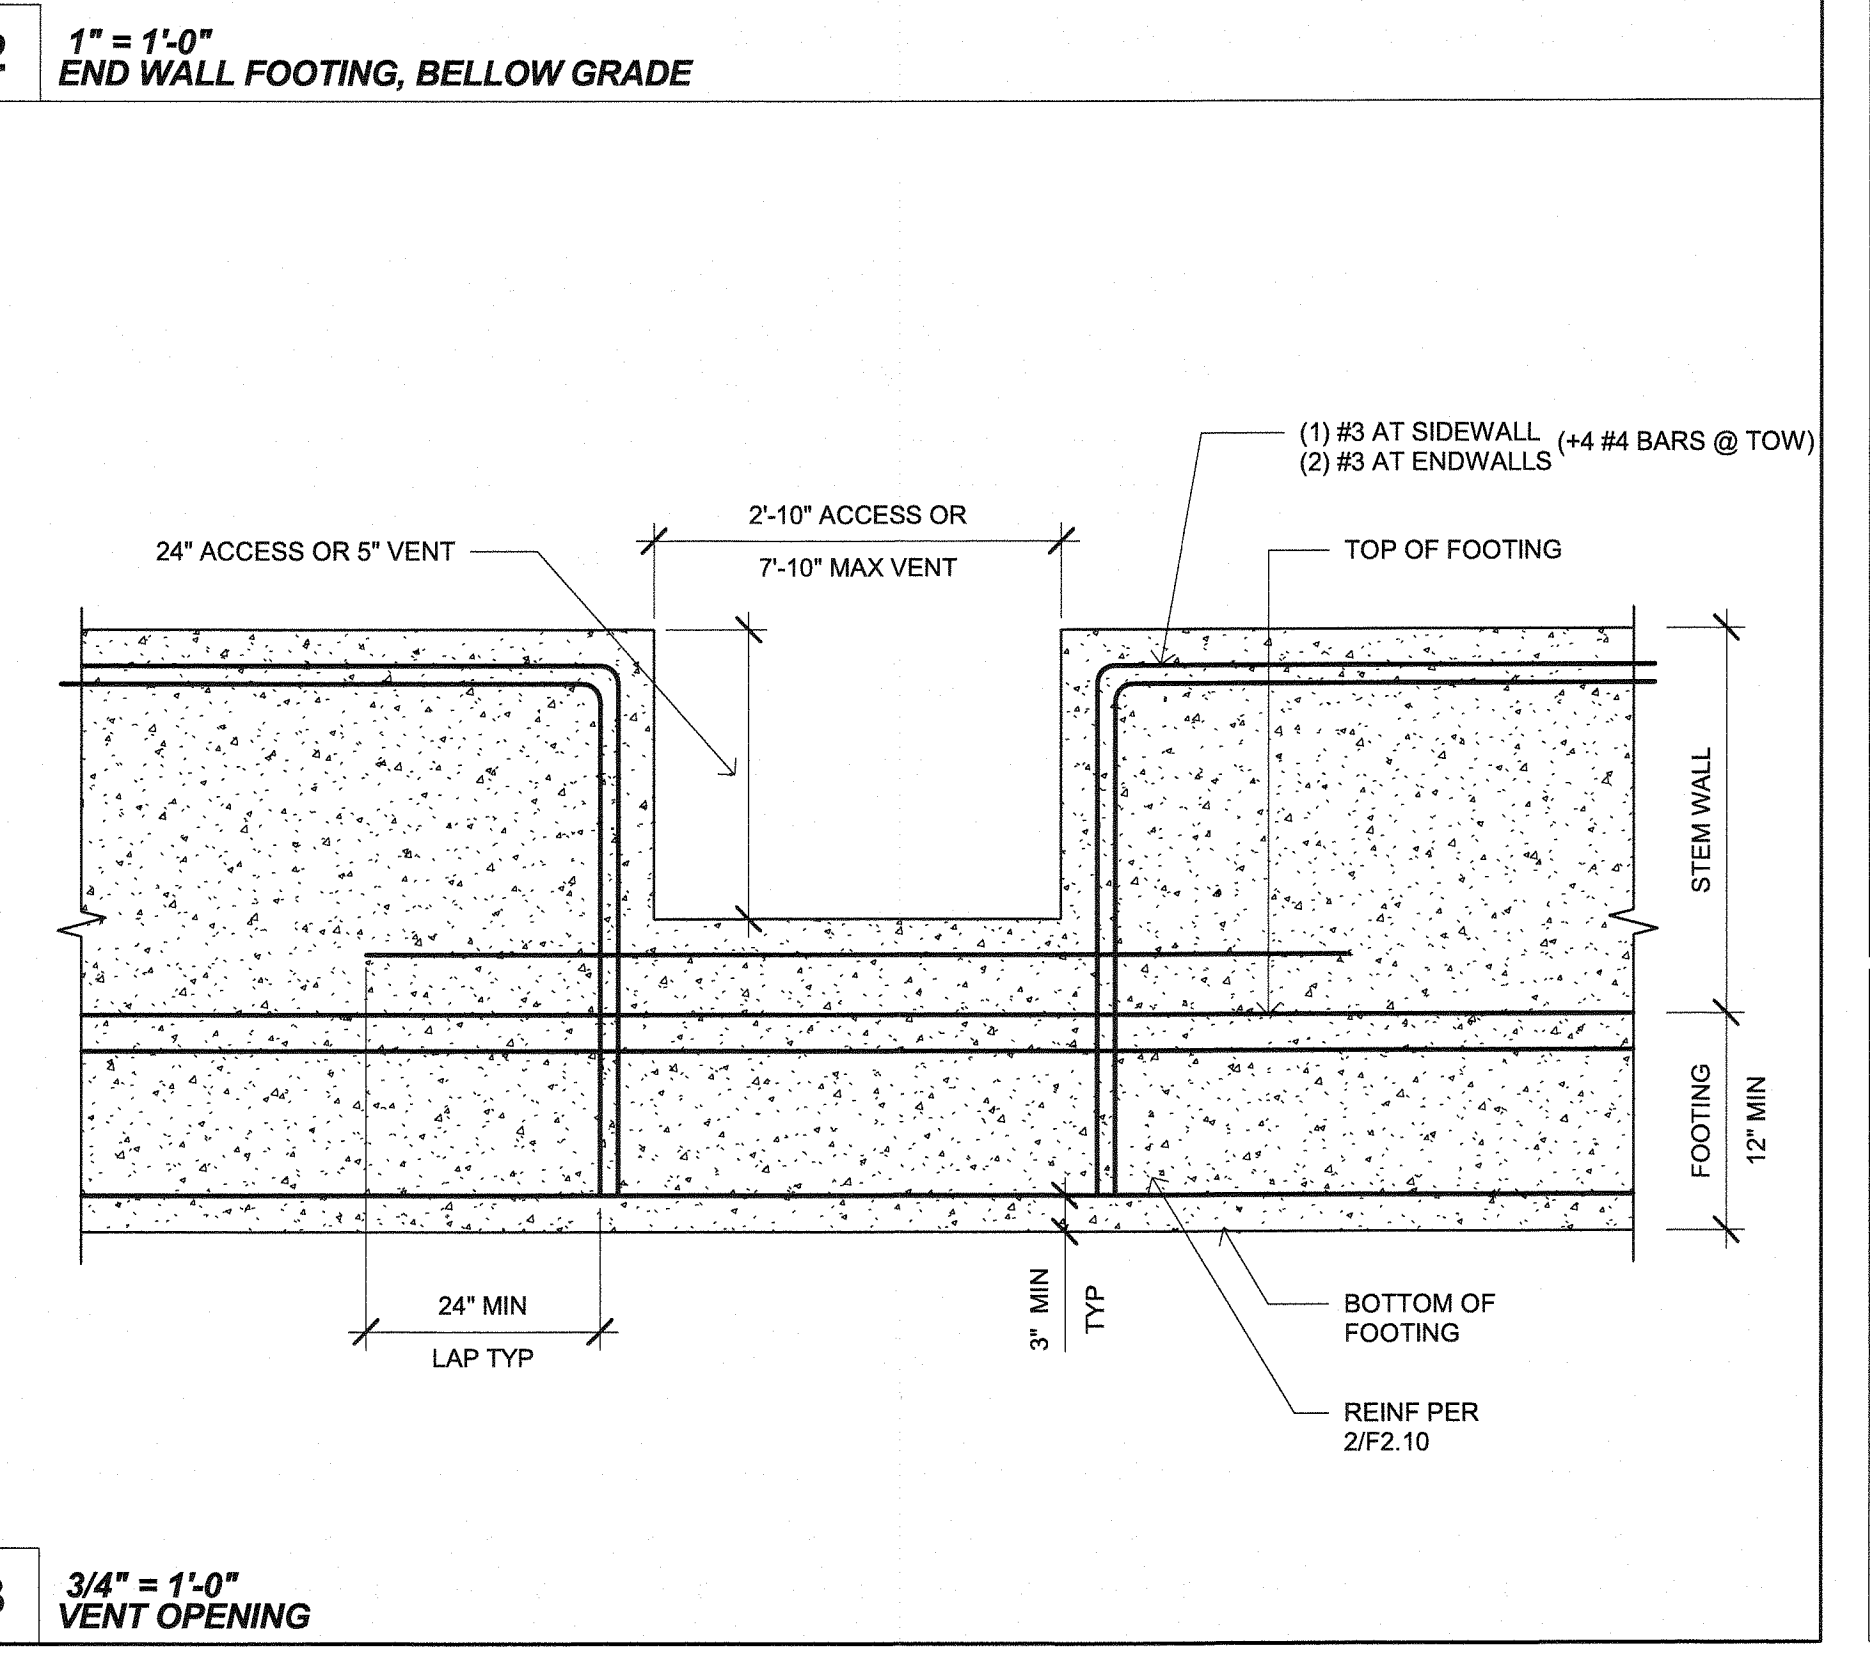 1" = 1'-0"
END WALL FOOTING, BELLOW GRADE
(1) #3 AT SIDEWALL (+4 #4 BARS @ TOW)
(2) #3 AT ENDWALLS
2'-10" ACCESS OR
7'-10" MAX VENT
24" ACCESS OR 5" VENT
TOP OF FOOTING
STEM WALL
FOOTING
12" MIN
24" MIN
LAP TYP
3" MIN
TYP
BOTTOM OF
FOOTING
REINF PER
2/F2.10
3/4" = 1'-0"
VENT OPENING